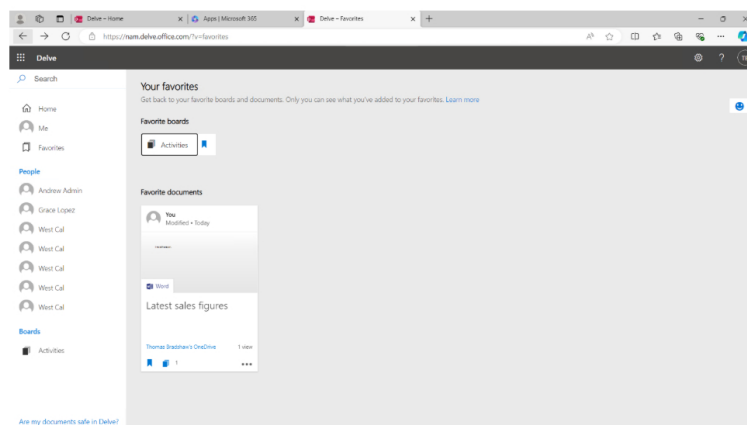 Delve - Home
Apps | Microsoft 365
Delve - Favorites
https://nam.delve.office.com/?v=favorites
Delve
Search
Home
Me
Favorites
People
Andrew Admin
Grace Lopez
West Cal
West Cal
West Cal
West Cal
West Cal
Boards
Activities
Are my documents safe in Delve?
Your favorites
Get back to your favorite boards and documents. Only you can see what you've added to your favorites. Learn more
Favorite boards
Activities
Favorite documents
You
Modified • Today
Word
Latest sales figures
Thomas Bradshaw's OneDrive 1 view
1